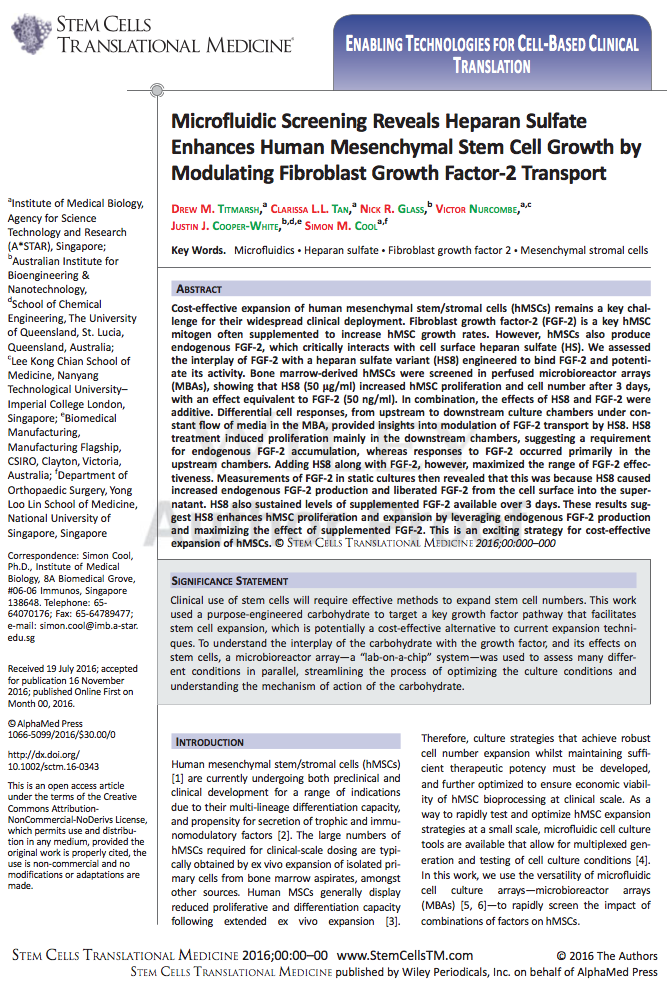 STEM CELLS
TRANSLATIONAL MEDICINE®
ENABLING TECHNOLOGIES FOR CELL-BASED CLINICAL
TRANSLATION
Microfluidic Screening Reveals Heparan Sulfate
Enhances Human Mesenchymal Stem Cell Growth by
Modulating Fibroblast Growth Factor-2 Transport
DREW M. TITMARSH,a CLARISSA L.L. TAN,a NICK R. GLASS,b VICTOR NURCOMBE,a,c
JUSTIN J. COOPER-WHITE,b,d,e SIMON M. COOLa,f
Key Words. Microfluidics • Heparan sulfate • Fibroblast growth factor 2 • Mesenchymal stromal cells
aInstitute of Medical Biology,
Agency for Science
Technology and Research
(A*STAR), Singapore;
bAustralian Institute for
Bioengineering &
Nanotechnology,
dSchool of Chemical
Engineering, The University
of Queensland, St. Lucia,
Queensland, Australia;
cLee Kong Chian School of
Medicine, Nanyang
Technological University–
Imperial College London,
Singapore; eBiomedical
Manufacturing,
Manufacturing Flagship,
CSIRO, Clayton, Victoria,
Australia; fDepartment of
Orthopaedic Surgery, Yong
Loo Lin School of Medicine,
National University of
Singapore, Singapore
Correspondence: Simon Cool,
Ph.D., Institute of Medical
Biology, 8A Biomedical Grove,
#06-06 Immunos, Singapore
138648. Telephone: 65-
64070176; Fax: 65-64789477;
e-mail: simon.cool@imb.a-star.
edu.sg
Received 19 July 2016; accepted
for publication 16 November
2016; published Online First on
Month 00, 2016.
© AlphaMed Press
1066-5099/2016/$30.00/0
http://dx.doi.org/
10.1002/sctm.16-0343
This is an open access article
under the terms of the Creative
Commons Attribution-
NonCommercial-NoDerivs License,
which permits use and distribu-
tion in any medium, provided the
original work is properly cited, the
use is non-commercial and no
modifications or adaptations are
made.
ABSTRACT
Cost-effective expansion of human mesenchymal stem/stromal cells (hMSCs) remains a key chal-
lenge for their widespread clinical deployment. Fibroblast growth factor-2 (FGF-2) is a key hMSC
mitogen often supplemented to increase hMSC growth rates. However, hMSCs also produce
endogenous FGF-2, which critically interacts with cell surface heparan sulfate (HS). We assessed
the interplay of FGF-2 with a heparan sulfate variant (HS8) engineered to bind FGF-2 and potenti-
ate its activity. Bone marrow-derived hMSCs were screened in perfused microbioreactor arrays
(MBAs), showing that HS8 (50 μg/ml) increased hMSC proliferation and cell number after 3 days,
with an effect equivalent to FGF-2 (50 ng/ml). In combination, the effects of HS8 and FGF-2 were
additive. Differential cell responses, from upstream to downstream culture chambers under con-
stant flow of media in the MBA, provided insights into modulation of FGF-2 transport by HS8. HS8
treatment induced proliferation mainly in the downstream chambers, suggesting a requirement
for endogenous FGF-2 accumulation, whereas responses to FGF-2 occurred primarily in the
upstream chambers. Adding HS8 along with FGF-2, however, maximized the range of FGF-2 effec-
tiveness. Measurements of FGF-2 in static cultures then revealed that this was because HS8 caused
increased endogenous FGF-2 production and liberated FGF-2 from the cell surface into the super-
natant. HS8 also sustained levels of supplemented FGF-2 available over 3 days. These results sug-
gest HS8 enhances hMSC proliferation and expansion by leveraging endogenous FGF-2 production
and maximizing the effect of supplemented FGF-2. This is an exciting strategy for cost-effective
expansion of hMSCs. © STEM CELLS TRANSLATIONAL MEDICINE 2016;00:000–000
SIGNIFICANCE STATEMENT
Clinical use of stem cells will require effective methods to expand stem cell numbers. This work
used a purpose-engineered carbohydrate to target a key growth factor pathway that facilitates
stem cell expansion, which is potentially a cost-effective alternative to current expansion techni-
ques. To understand the interplay of the carbohydrate with the growth factor, and its effects on
stem cells, a microbioreactor array—a “lab-on-a-chip” system—was used to assess many differ-
ent conditions in parallel, streamlining the process of optimizing the culture conditions and
understanding the mechanism of action of the carbohydrate.
INTRODUCTION
Human mesenchymal stem/stromal cells (hMSCs)
[1] are currently undergoing both preclinical and
clinical development for a range of indications
due to their multi-lineage differentiation capacity,
and propensity for secretion of trophic and immu-
nomodulatory factors [2]. The large numbers of
hMSCs required for clinical-scale dosing are typi-
cally obtained by ex vivo expansion of isolated pri-
mary cells from bone marrow aspirates, amongst
other sources. Human MSCs generally display
reduced proliferative and differentiation capacity
following extended ex vivo expansion [3].
Therefore, culture strategies that achieve robust
cell number expansion whilst maintaining suffi-
cient therapeutic potency must be developed,
and further optimized to ensure economic viabil-
ity of hMSC bioprocessing at clinical scale. As a
way to rapidly test and optimize hMSC expansion
strategies at a small scale, microfluidic cell culture
tools are available that allow for multiplexed gen-
eration and testing of cell culture conditions [4].
In this work, we use the versatility of microfluidic
cell culture arrays—microbioreactor arrays
(MBAs) [5, 6]—to rapidly screen the impact of
combinations of factors on hMSCs.
STEM CELLS TRANSLATIONAL MEDICINE 2016;00:00–00 www.StemCellsTM.com © 2016 The Authors
STEM CELLS TRANSLATIONAL MEDICINE published by Wiley Periodicals, Inc. on behalf of AlphaMed Press